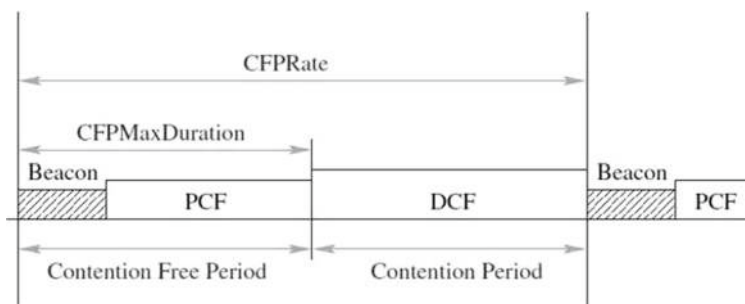 CFPRate
CFPMaxDuration
Beacon
Beacon
PCF
DCF
PCF
Contention Free Period
Contention Period